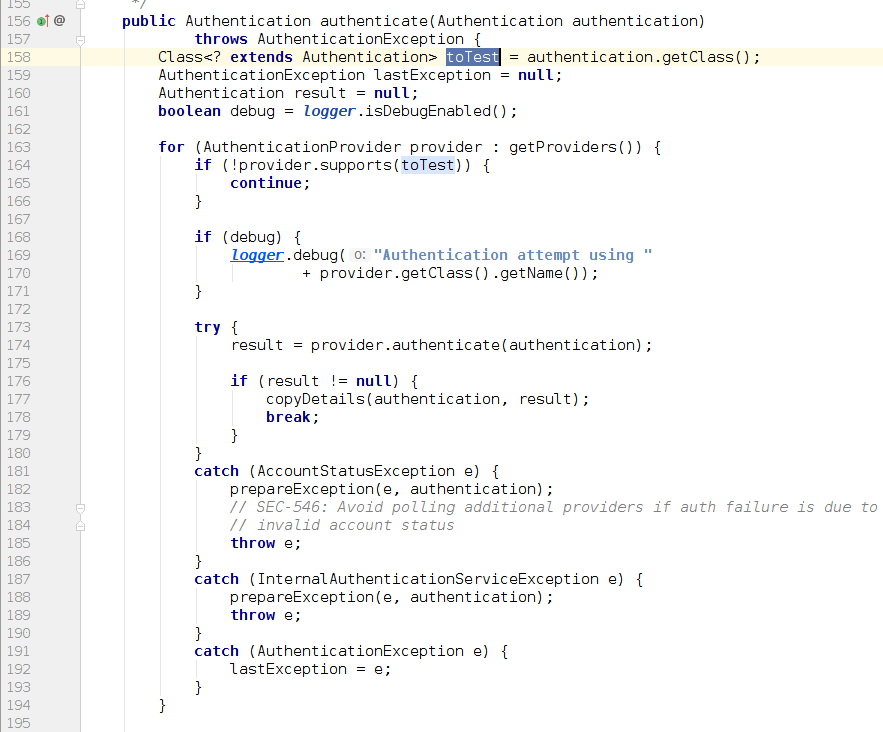 155 */
156 @ public Authentication authenticate(Authentication authentication)
157 throws AuthenticationException {
158 Class<? extends Authentication> toTest = authentication.getClass();
159 AuthenticationException lastException = null;
160 Authentication result = null;
161 boolean debug = logger.isDebugEnabled();
162
163 for (AuthenticationProvider provider : getProviders()) {
164 if (!provider.supports(toTest)) {
165 continue;
166 }
167
168 if (debug) {
169 logger.debug( o: "Authentication attempt using "
170 + provider.getClass().getName());
171 }
172
173 try {
174 result = provider.authenticate(authentication);
175
176 if (result != null) {
177 copyDetails(authentication, result);
178 break;
179 }
180 }
181 catch (AccountStatusException e) {
182 prepareException(e, authentication);
183 // SEC-546: Avoid polling additional providers if auth failure is due to
184 // invalid account status
185 throw e;
186 }
187 catch (InternalAuthenticationServiceException e) {
188 prepareException(e, authentication);
189 throw e;
190 }
191 catch (AuthenticationException e) {
192 lastException = e;
193 }
194 }
195